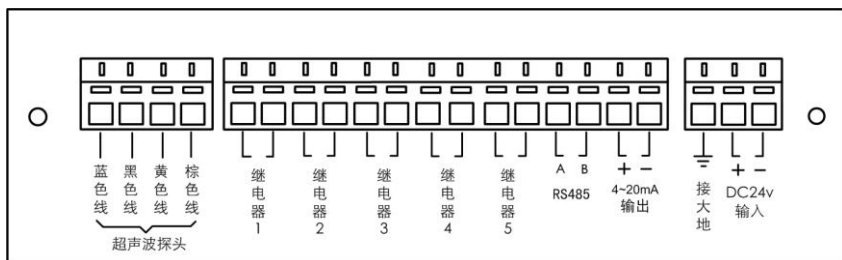 蓝色线
黑色线
黄色线
棕色线
超声波探头
继电器1
继电器2
继电器3
继电器4
继电器5
A B
RS485
+ −
4~20mA
输出
接大地
+ −
DC24v
输入